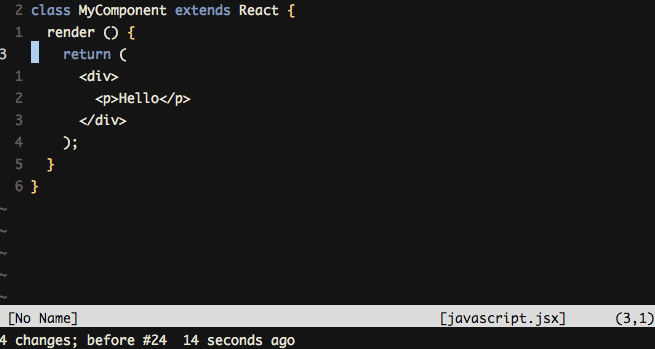 2 class MyComponent extends React {
1   render () {
3     return (
1       <div>
2         <p>Hello</p>
3       </div>
4     );
5   }
6 }
~
~
~
~
~
[No Name] [javascript.jsx] (3,1)
4 changes; before #24  14 seconds ago